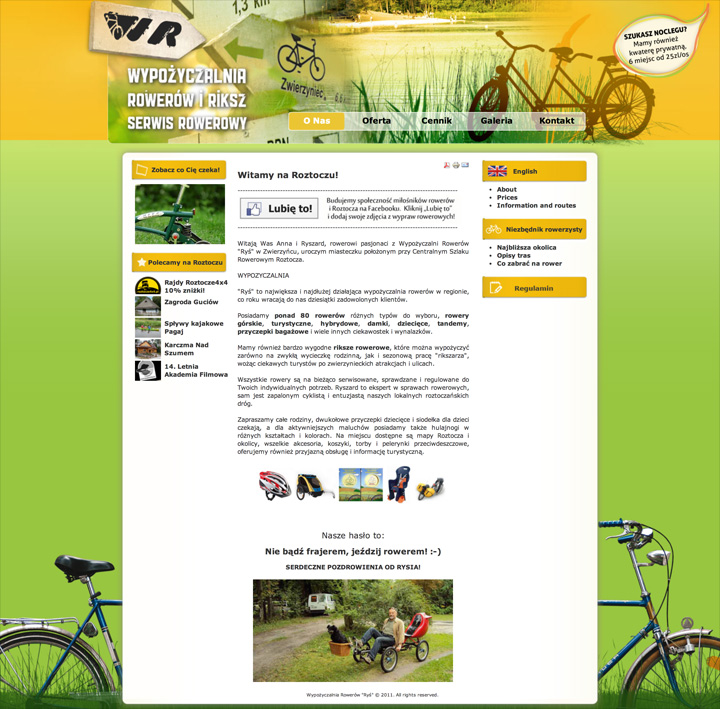 1,3 km
WR
WYPOŻYCZALNIA
ROWERÓW I RIKSZ
SERWIS ROWEROWY
Zwierzyniec
6,6 km
SZUKASZ NOCLEGU?
Mamy również
kwaterę prywatną,
6 miejsc od 25zł/os
O Nas
Oferta
Cennik
Galeria
Kontakt
Zobacz co Cię czeka!
Polecamy na Roztoczu
Rajdy Roztocze4x4
10% zniżki!
Zagroda Guciów
Spływy kajakowe
Pagaj
Karczma Nad
Szumem
14. Letnia
Akademia Filmowa
Witamy na Roztoczu!
Lubię to!
Budujemy społeczność miłośników rowerów
i Roztocza na Facebooku. Kliknij „Lubię to”
i dodaj swoje zdjęcia z wypraw rowerowych!
Witają Was Anna i Ryszard, rowerowi pasjonaci z Wypożyczalni Rowerów
"Ryś" w Zwierzyńcu, uroczym miasteczku położonym przy Centralnym Szlaku
Rowerowym Roztocza.
WYPOŻYCZALNIA
"Ryś" to największa i najdłużej działająca wypożyczalnia rowerów w regionie,
co roku wracają do nas dziesiątki zadowolonych klientów.
Posiadamy ponad 80 rowerów różnych typów do wyboru, rowery
górskie, turystyczne, hybrydowe, damki, dziecięce, tandemy,
przyczepki bagażowe i wiele innych ciekawostek i wynalazków.
Mamy również bardzo wygodne riksze rowerowe, które można wypożyczyć
zarówno na zwykłą wycieczkę rodzinną, jak i sezonową pracę "rikszarza",
wożąc ciekawych turystów po zwierzynieckich atrakcjach i ulicach.
Wszystkie rowery są na bieżąco serwisowane, sprawdzane i regulowane do
Twoich indywidualnych potrzeb. Ryszard to ekspert w sprawach rowerowych,
sam jest zapalonym cyklistą i entuzjastą naszych lokalnych roztoczańskich
dróg.
Zapraszamy całe rodziny, dwukołowe przyczepki dziecięce i siodełka dla dzieci
czekają, a dla aktywniejszych maluchów posiadamy także hulajnogi w
różnych kształtach i kolorach. Na miejscu dostępne są mapy Roztocza i
okolicy, wszelkie akcesoria, koszyki, torby i pelerynki przeciwdeszczowe,
oferujemy również przyjazną obsługę i informację turystyczną.
Nasze hasło to:
Nie bądź frajerem, jeździj rowerem! :-)
SERDECZNE POZDROWIENIA OD RYSIA!
Wypożyczalnia Rowerów "Ryś" © 2011. All rights reserved.
English
About
Prices
Information and routes
Niezbędnik rowerzysty
Najbliższa okolica
Opisy tras
Co zabrać na rower
Regulamin